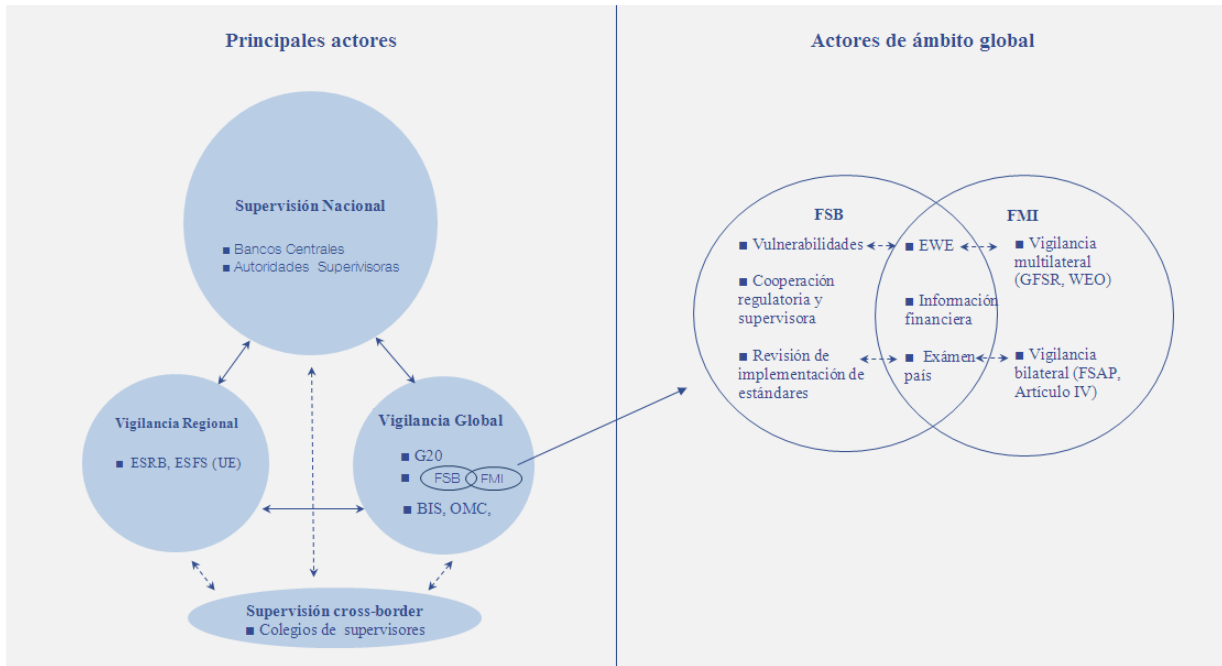 Principales actores
Supervisión Nacional
■ Bancos Centrales
■ Autoridades Superivisoras
Vigilancia Regional
■ ESRB, ESFS (UE)
Vigilancia Global
■ G20
■ FSB FMI
■ BIS, OMC,
Supervisión cross-border
■ Colegios de supervisores
Actores de ámbito global
FSB
■ Vulnerabilidades
■ Cooperación
regulatoria y
supervisora
■ Revisión de
implementación de
estándares
■ EWE
■ Información
financiera
■ Exámen
país
FMI
■ Vigilancia
multilateral
(GFSR, WEO)
■ Vigilancia
bilateral (FSAP,
Artículo IV)